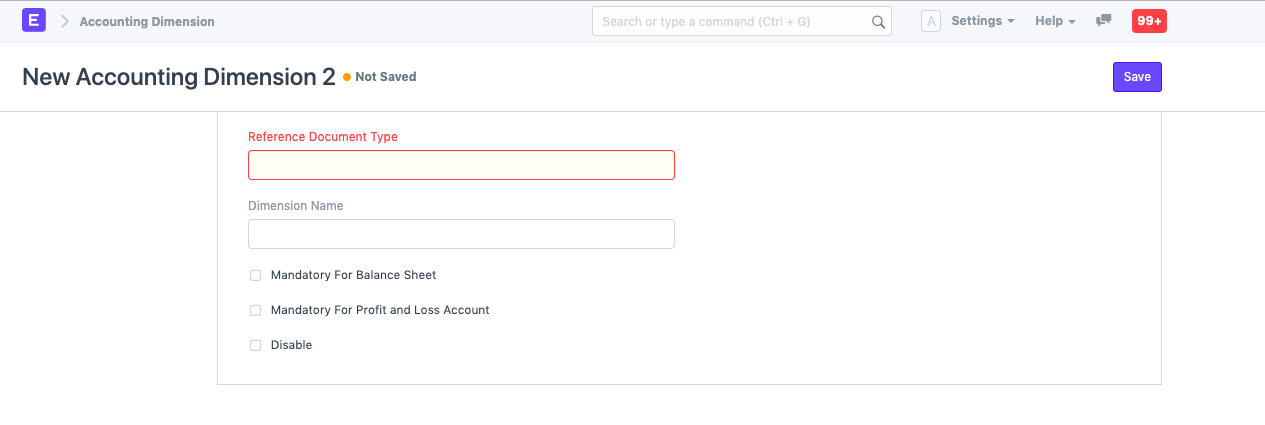 E Accounting Dimension Search or type a command (Ctrl + G) A Settings Help 99+
New Accounting Dimension 2 Not Saved Save
Reference Document Type
Dimension Name
Mandatory For Balance Sheet
Mandatory For Profit and Loss Account
Disable